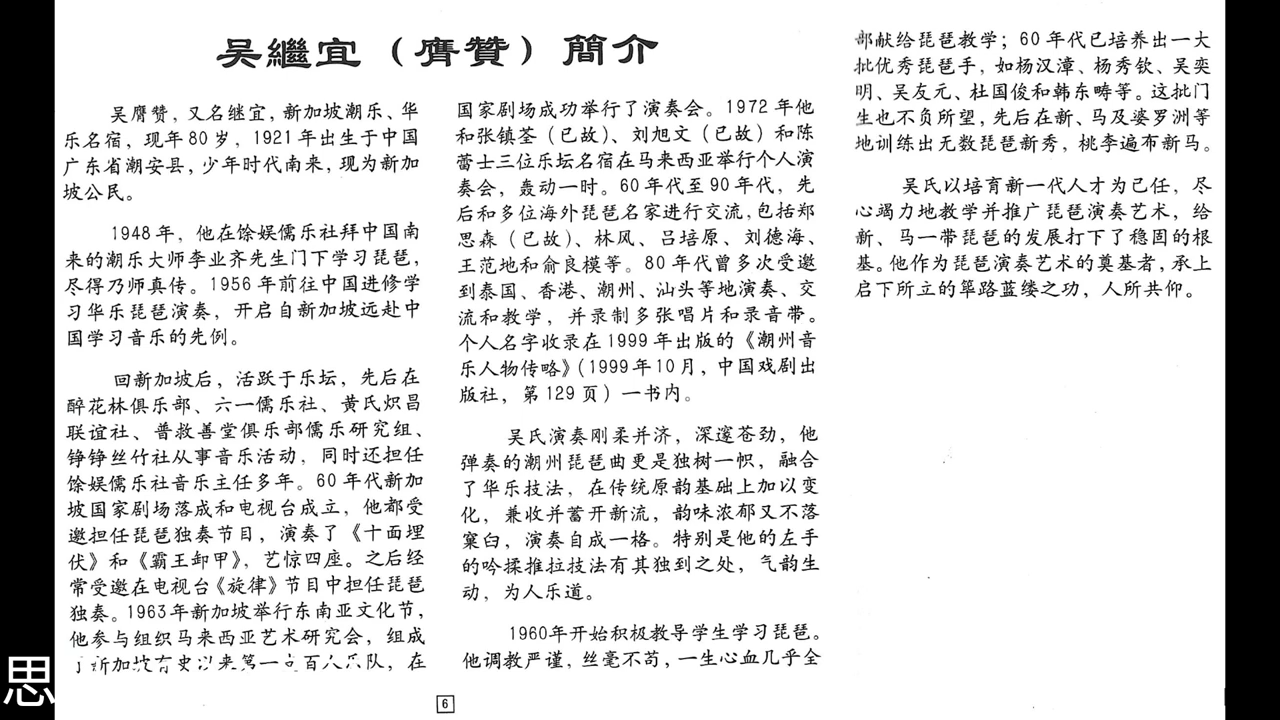 吴繼宜（膺贊）簡介
吴膺赞，又名继宜，新加坡潮乐、华
乐名宿，现年80岁，1921年出生于中国
广东省潮安县，少年时代南来，现为新加
坡公民。
1948年，他在馀娱儒乐社拜中国南
来的潮乐大师李业齐先生门下学习琵琶，
尽得乃师真传。1956年前往中国进修学
习华乐琵琶演奏，开启自新加坡远赴中
国学习音乐的先例。
回新加坡后，活跃于乐坛，先后在
醉花林俱乐部、六一儒乐社、黄氏炽昌
联谊社、普救善堂俱乐部儒乐研究组、
铮铮丝竹社从事音乐活动，同时还担任
馀娱儒乐社音乐主任多年。60年代新加
坡国家剧场落成和电视台成立，他都受
邀担任琵琶独奏节目，演奏了《十面埋
伏》和《霸王卸甲》，艺惊四座。之后经
常受邀在电视台《旋律》节目中担任琵琶
独奏。1963年新加坡举行东南亚文化节，
他参与组织马来西亚艺术研究会，组成
了新加坡有史以来第一支百人乐队，在
国家剧场成功举行了演奏会。1972年他
和张镇荃（已故）、刘旭文（已故）和陈
蕾士三位乐坛名宿在马来西亚举行个人演
奏会，轰动一时。60年代至90年代，先
后和多位海外琵琶名家进行交流，包括郑
思森（已故）、林风、吕培原、刘德海、
王范地和俞良模等。80年代曾多次受邀
到泰国、香港、潮州、汕头等地演奏、交
流和教学，并录制多张唱片和录音带。
个人名字收录在1999年出版的《潮州音
乐人物传略》（1999年10月，中国戏剧出
版社，第129页）一书内。
吴氏演奏刚柔并济，深邃苍劲，他
弹奏的潮州琵琶曲更是独树一帜，融合
了华乐技法，在传统原韵基础上加以变
化，兼收并蓄开新流，韵味浓郁又不落
窠臼，演奏自成一格。特别是他的左手
的吟揉推拉技法有其独到之处，气韵生
动，为人乐道。
1960年开始积极教导学生学习琵琶。
他调教严谨，丝毫不苟，一生心血几乎全
部献给琵琶教学；60年代已培养出一大
批优秀琵琶手，如杨汉漳、杨秀钦、吴奕
明、吴友元、杜国俊和韩东畴等。这批门
生也不负所望，先后在新、马及婆罗洲等
地训练出无数琵琶新秀，桃李遍布新马。
吴氏以培育新一代人才为己任，尽
心竭力地教学并推广琵琶演奏艺术，给
新、马一带琵琶的发展打下了稳固的根
基。他作为琵琶演奏艺术的奠基者，承上
启下所立的筚路蓝缕之功，人所共仰。
思
6